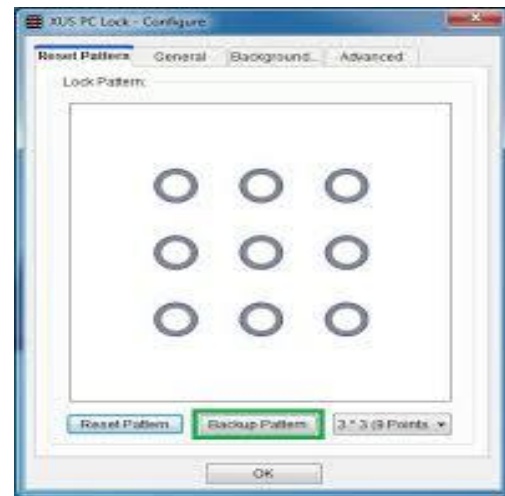 XUS PC Lock - Configure
Reset Pattern General Background... Advanced
Lock Pattern:
Reset Pattern Backup Pattern 3 * 3 (9 Points
OK